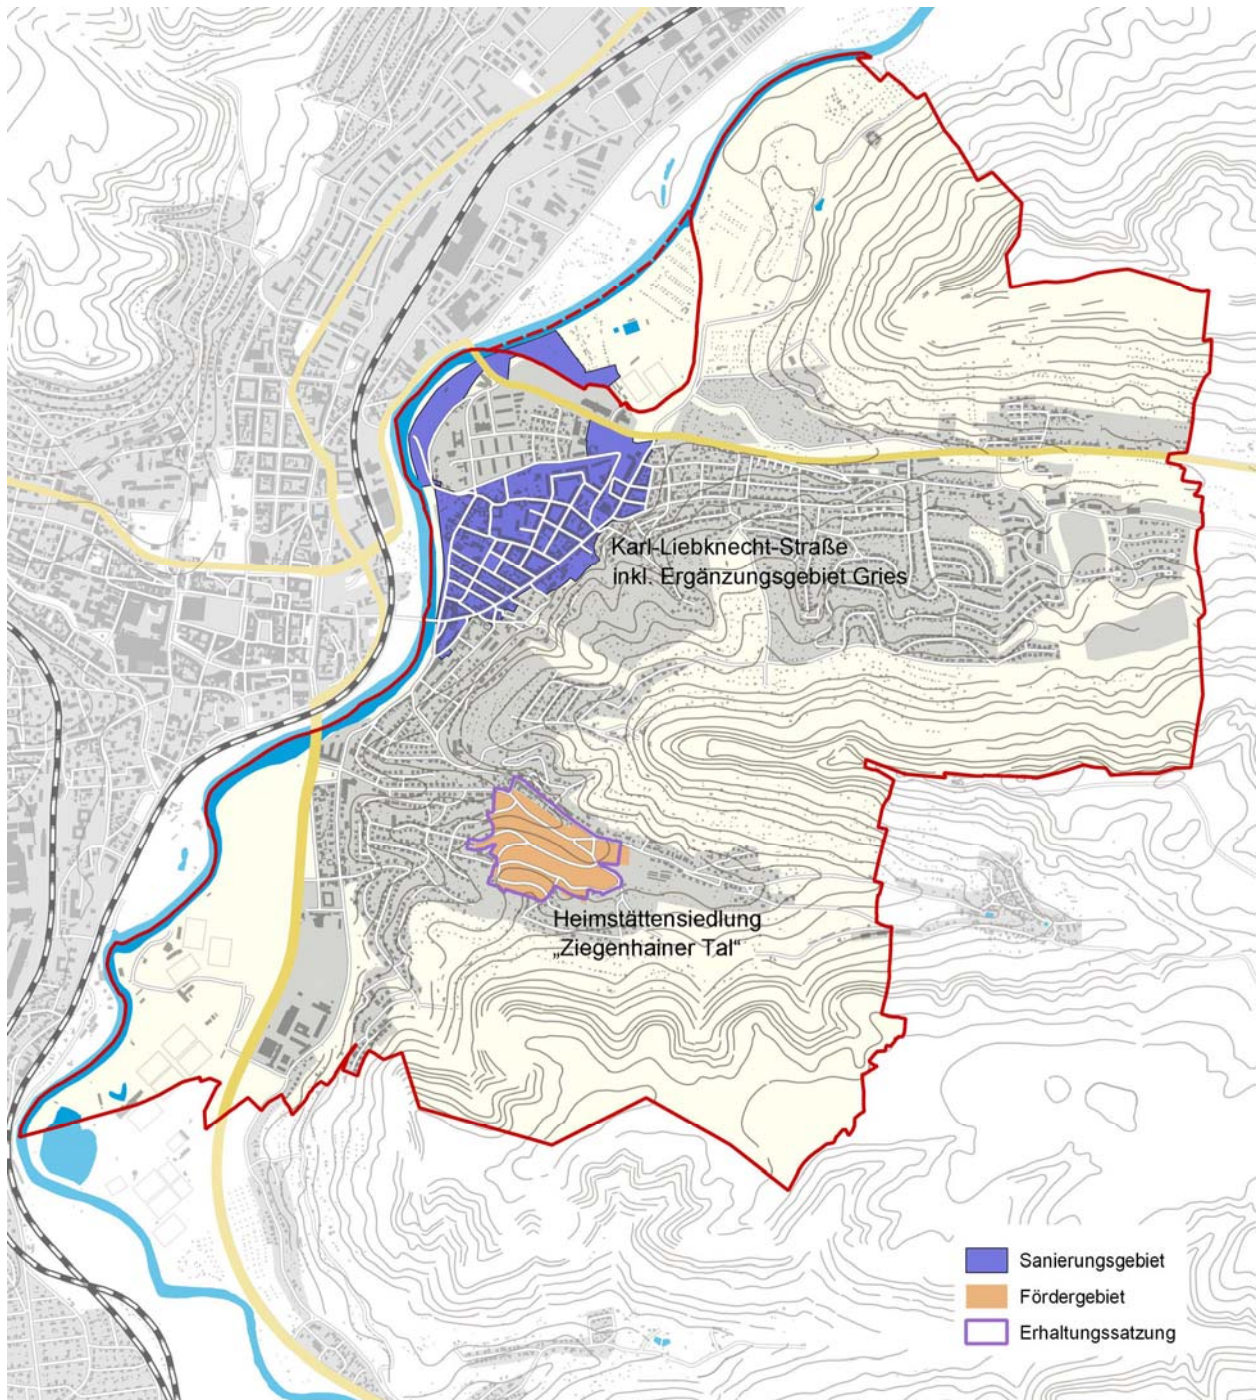 Karl-Liebknecht-Straße
inkl. Ergänzungsgebiet Gries
Heimstättensiedlung
„Ziegenhainer Tal“
Sanierungsgebiet
Fördergebiet
Erhaltungssatzung